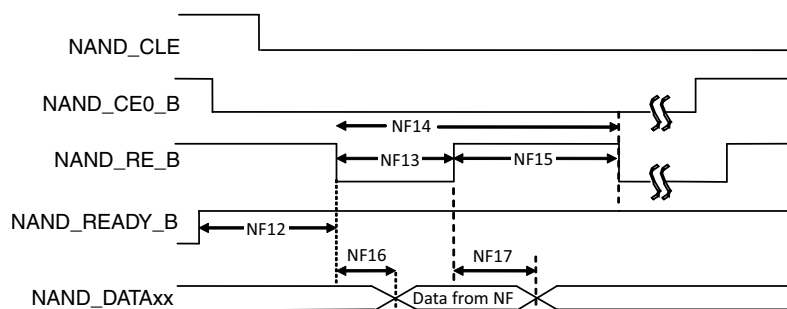 NAND_CLE
NAND_CE0_B
NF14
NAND_RE_B
NF13
NF15
NAND_READY_B
NF12
NF16
NF17
NAND_DATAxx
Data from NF